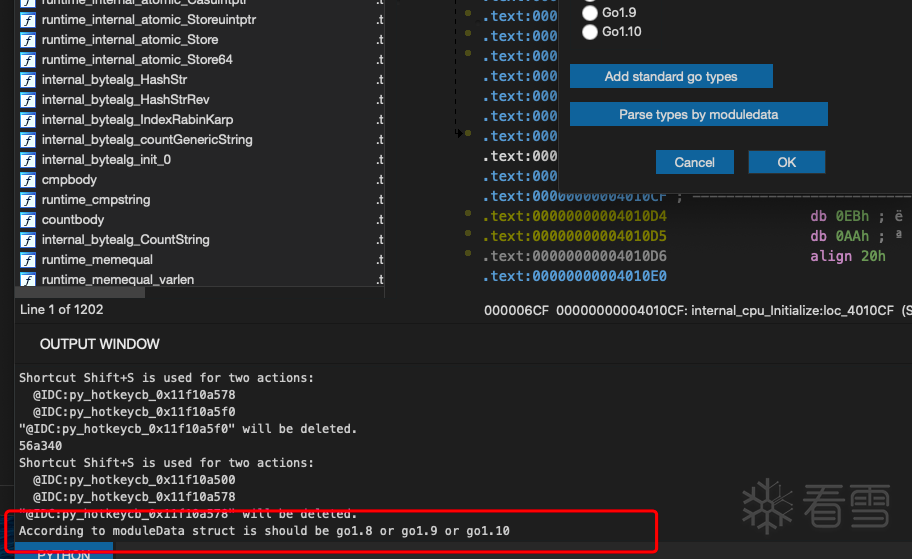 runtime_internal_atomic_Casuintptr
runtime_internal_atomic_Storeuintptr .t
runtime_internal_atomic_Store .t
runtime_internal_atomic_Store64 .t
internal_bytealg_HashStr .t
internal_bytealg_HashStrRev .t
internal_bytealg_IndexRabinKarp .t
internal_bytealg_countGenericString .t
internal_bytealg_init_0 .t
cmpbody .t
runtime_cmpstring .t
countbody .t
internal_bytealg_CountString .t
runtime_memequal .t
runtime_memequal_varlen .t
Line 1 of 1202
.text:000
.text:000
.text:000
.text:000
.text:000
.text:000
.text:000
.text:000
.text:000
.text:00000000004010CF ; ----------------------------
.text:00000000004010D4 db 0EBh ; ë
.text:00000000004010D5 db 0AAh ; ª
.text:00000000004010D6 align 20h
.text:00000000004010E0
Go1.9
Go1.10
Add standard go types
Parse types by moduledata
Cancel
OK
000006CF 00000000004010CF: internal_cpu_Initialize:loc_4010CF (S
OUTPUT WINDOW
Shortcut Shift+S is used for two actions:
@IDC:py_hotkeycb_0x11f10a578
@IDC:py_hotkeycb_0x11f10a5f0
"@IDC:py_hotkeycb_0x11f10a5f0" will be deleted.
56a340
Shortcut Shift+S is used for two actions:
@IDC:py_hotkeycb_0x11f10a500
@IDC:py_hotkeycb_0x11f10a578
"@IDC:py_hotkeycb_0x11f10a578" will be deleted.
According to moduleData struct is should be go1.8 or go1.9 or go1.10
PYTHON
看雪